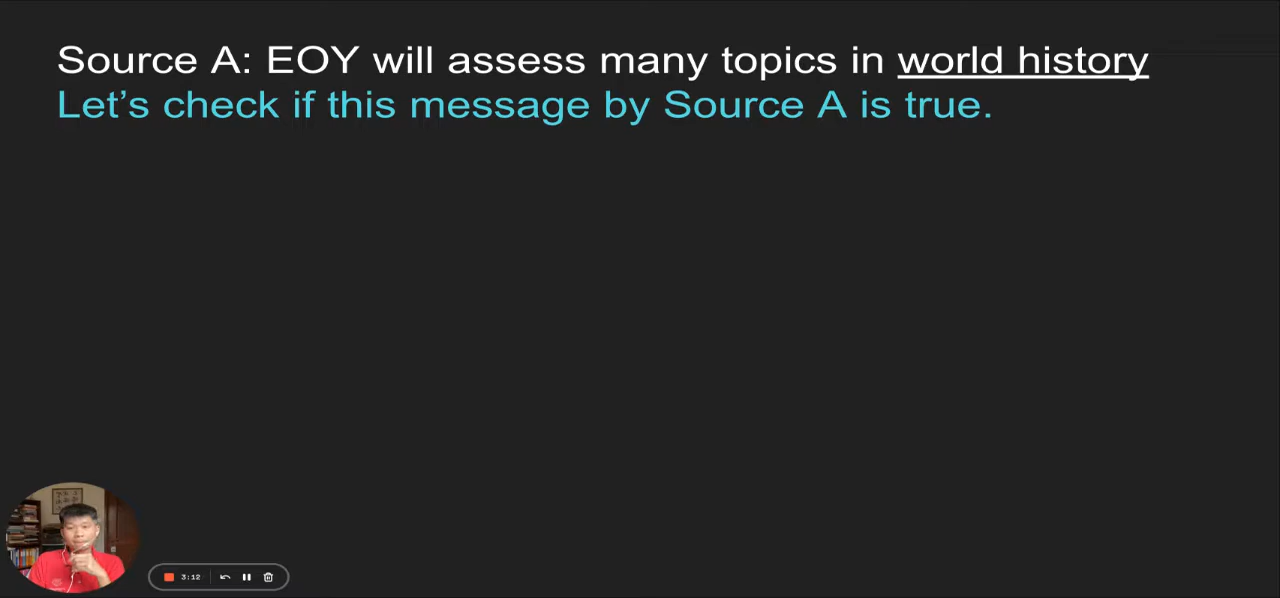 Source A: EOY will assess many topics in world history
Let’s check if this message by Source A is true.
3:12